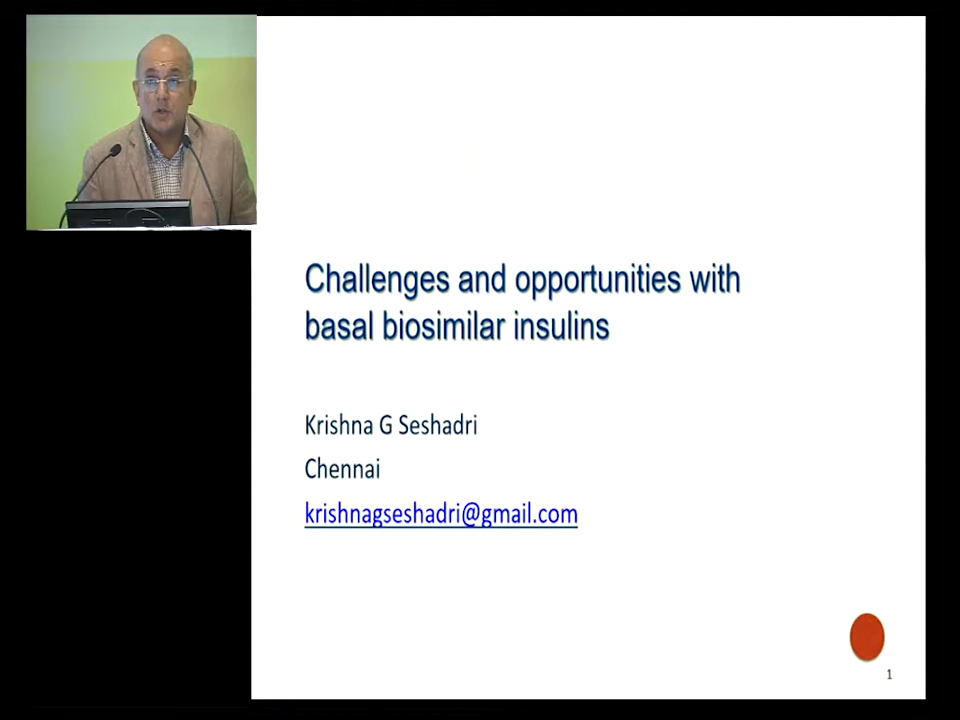 Challenges and opportunities with
basal biosimilar insulins
Krishna G Seshadri
Chennai
krishnagseshadri@gmail.com
1